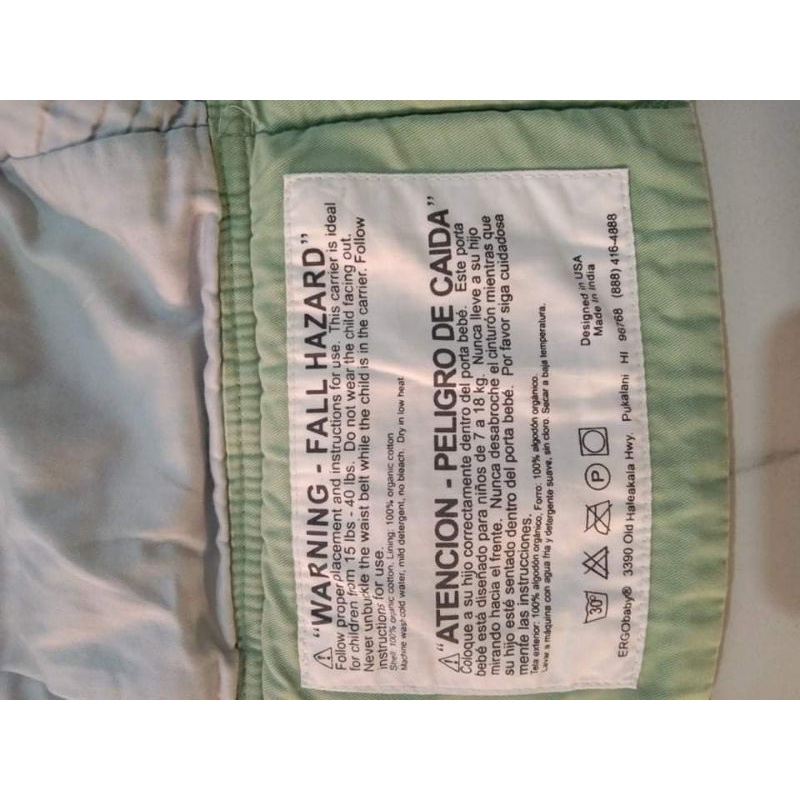 "WARNING - FALL HAZARD"
Follow proper placement and instructions for use. This carrier is ideal
for children from 15 lbs - 40 lbs. Do not wear the child facing out.
Never unbuckle the waist belt while the child is in the carrier. Follow
instructions for use.
Shell: 100% organic cotton. Lining: 100% organic cotton
Machine wash cold water, mild detergent, no bleach. Dry in low heat.
"ATENCION - PELIGRO DE CAIDA"
Coloque a su hijo correctamente dentro del porta bebé. Este porta
bebé está diseñado para niños de 7 a 18 kg. Nunca lleve a su hijo
mirando hacia el frente. Nunca desabroche el cinturón mientras que
su hijo esté sentado dentro del porta bebé. Por favor siga cuidadosa
mente las instrucciones.
Tela exterior: 100% algodón orgánico, Forro: 100% algodón orgánico.
Lavar a máquina con agua fria y detergente suave, sin cloro. Secar a baja temperatura.
30° P
Designed in USA
Made in India
ERGObaby® 3390 Old Haleakala Hwy. Pukalani HI 96768 (888) 416-4888